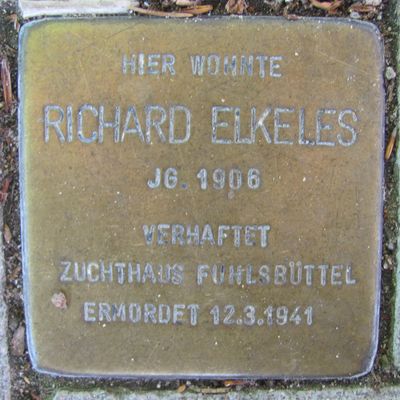 HIER WOHNTE
RICHARD ELKELES
JG. 1906
VERHAFTET
ZUCHTHAUS FUHLSBÜTTEL
ERMORDET 12.3.1941